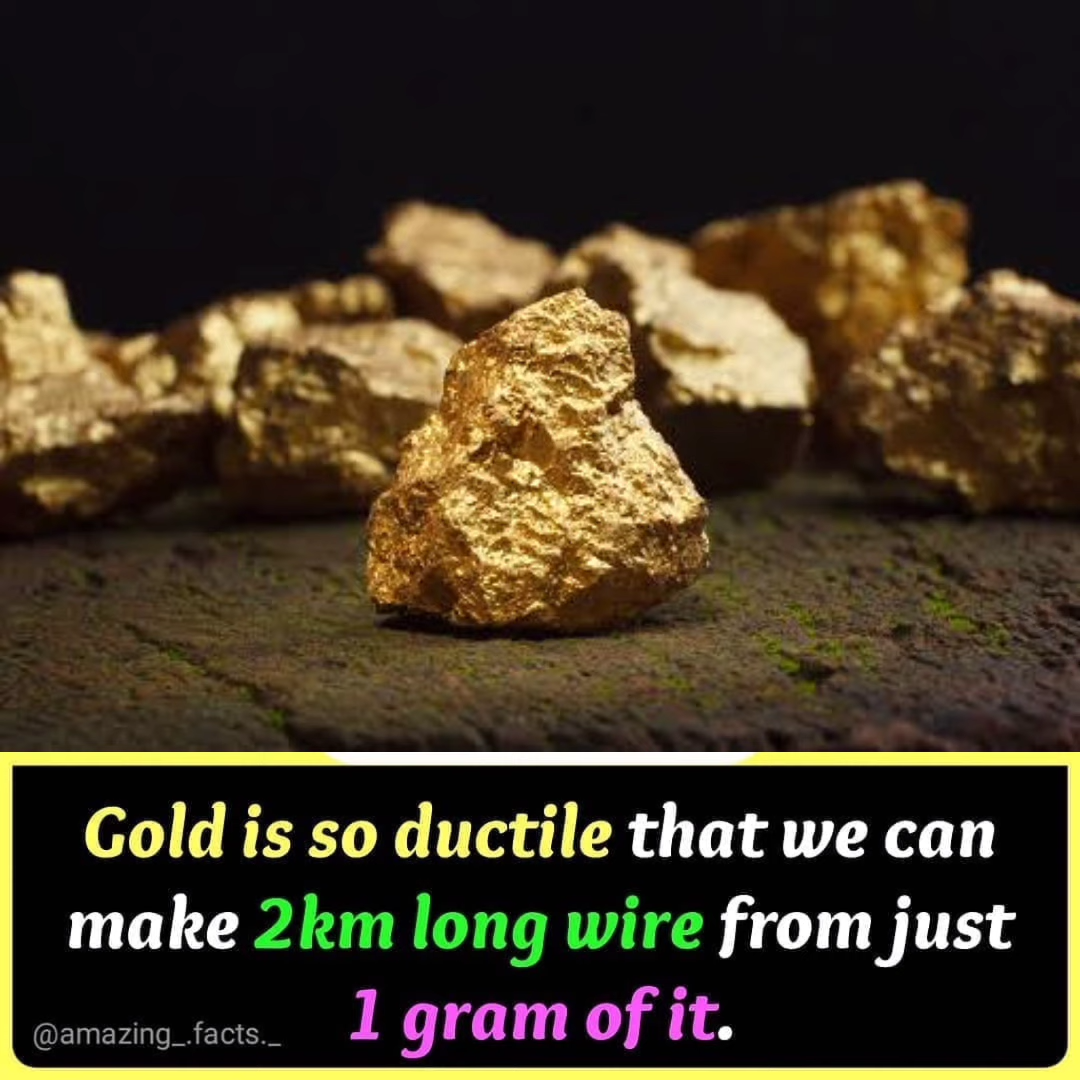 Gold is so ductile that we can
make 2km long wire from just
1 gram of it.
@amazing_.facts._